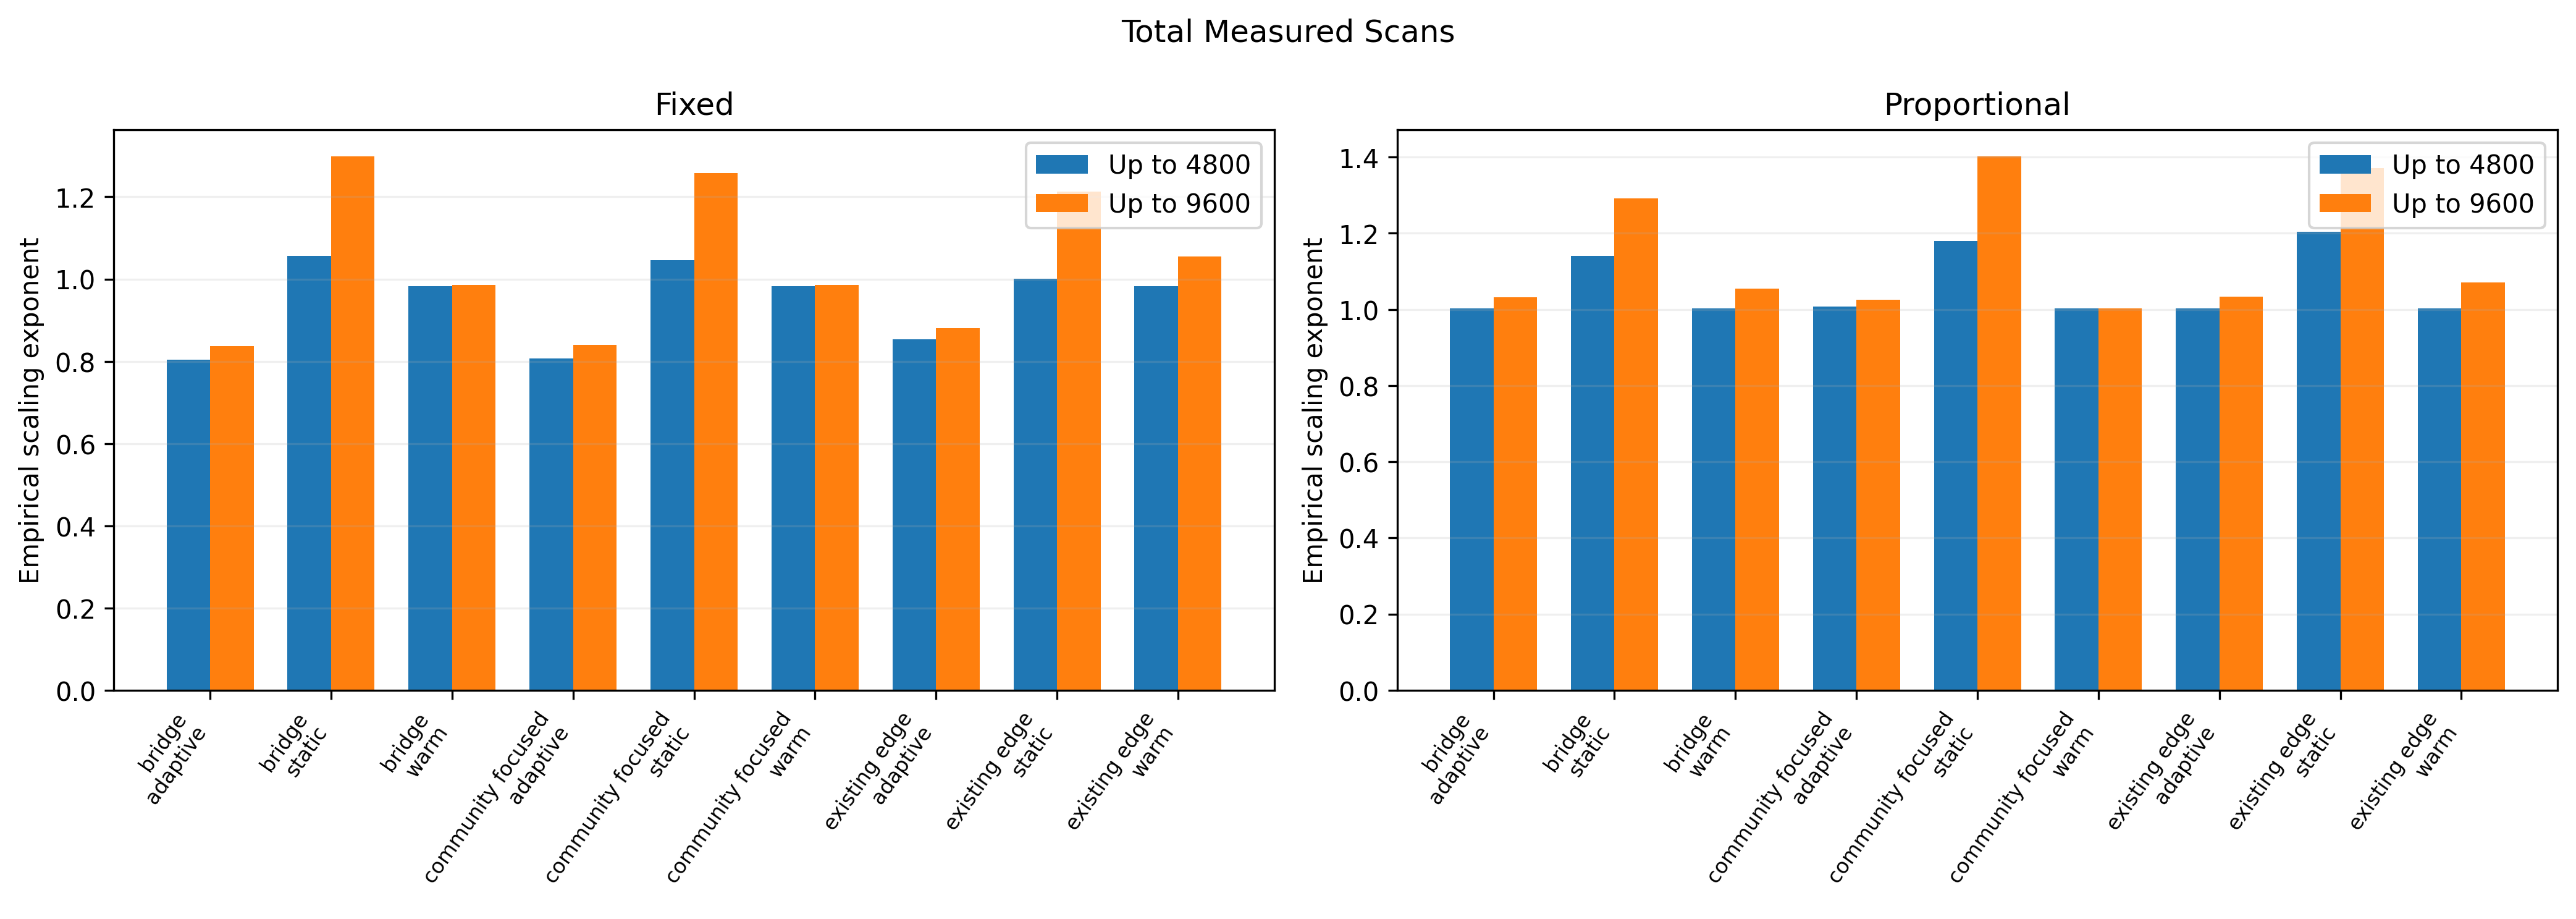 Total Measured Scans
Fixed
Empirical scaling exponent
1.2
1.0
0.8
0.6
0.4
0.2
0.0
Up to 4800
Up to 9600
bridge
adaptive
bridge
static
bridge
warm
community focused
adaptive
community focused
static
community focused
warm
existing edge
adaptive
existing edge
static
existing edge
warm
Proportional
Empirical scaling exponent
1.4
1.2
1.0
0.8
0.6
0.4
0.2
0.0
Up to 4800
Up to 9600
bridge
adaptive
bridge
static
bridge
warm
community focused
adaptive
community focused
static
community focused
warm
existing edge
adaptive
existing edge
static
existing edge
warm